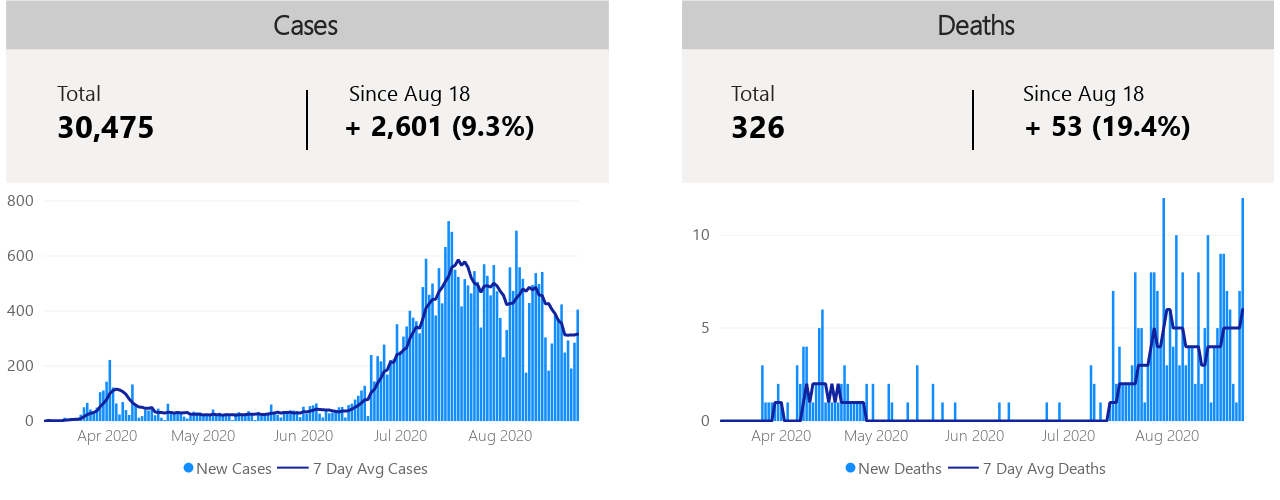 Cases
Total
30,475
Since Aug 18
+ 2,601 (9.3%)
800
600
400
200
0
Apr 2020 May 2020 Jun 2020 Jul 2020 Aug 2020
New Cases 7 Day Avg Cases
Deaths
Total
326
Since Aug 18
+ 53 (19.4%)
10
5
0
Apr 2020 May 2020 Jun 2020 Jul 2020 Aug 2020
New Deaths 7 Day Avg Deaths